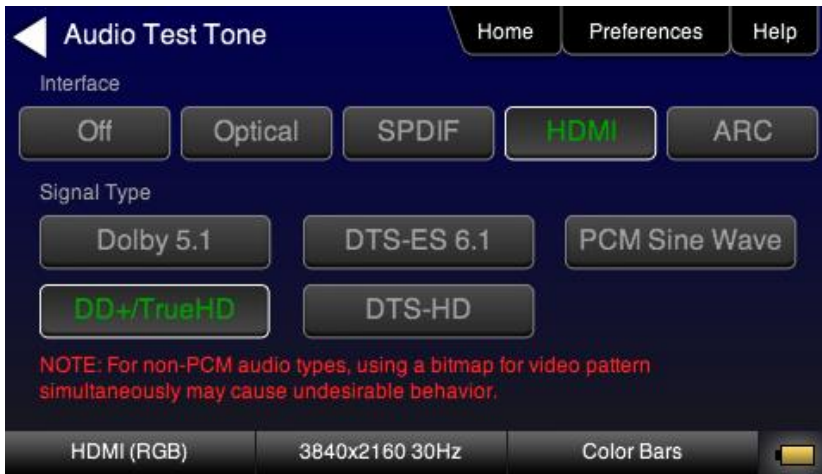 Audio Test Tone
Home Preferences Help
Interface
Off Optical SPDIF HDMI ARC
Signal Type
Dolby 5.1 DTS-ES 6.1 PCM Sine Wave
DD+/TrueHD DTS-HD
NOTE: For non-PCM audio types, using a bitmap for video pattern
simultaneously may cause undesirable behavior.
HDMI (RGB) 3840x2160 30Hz Color Bars